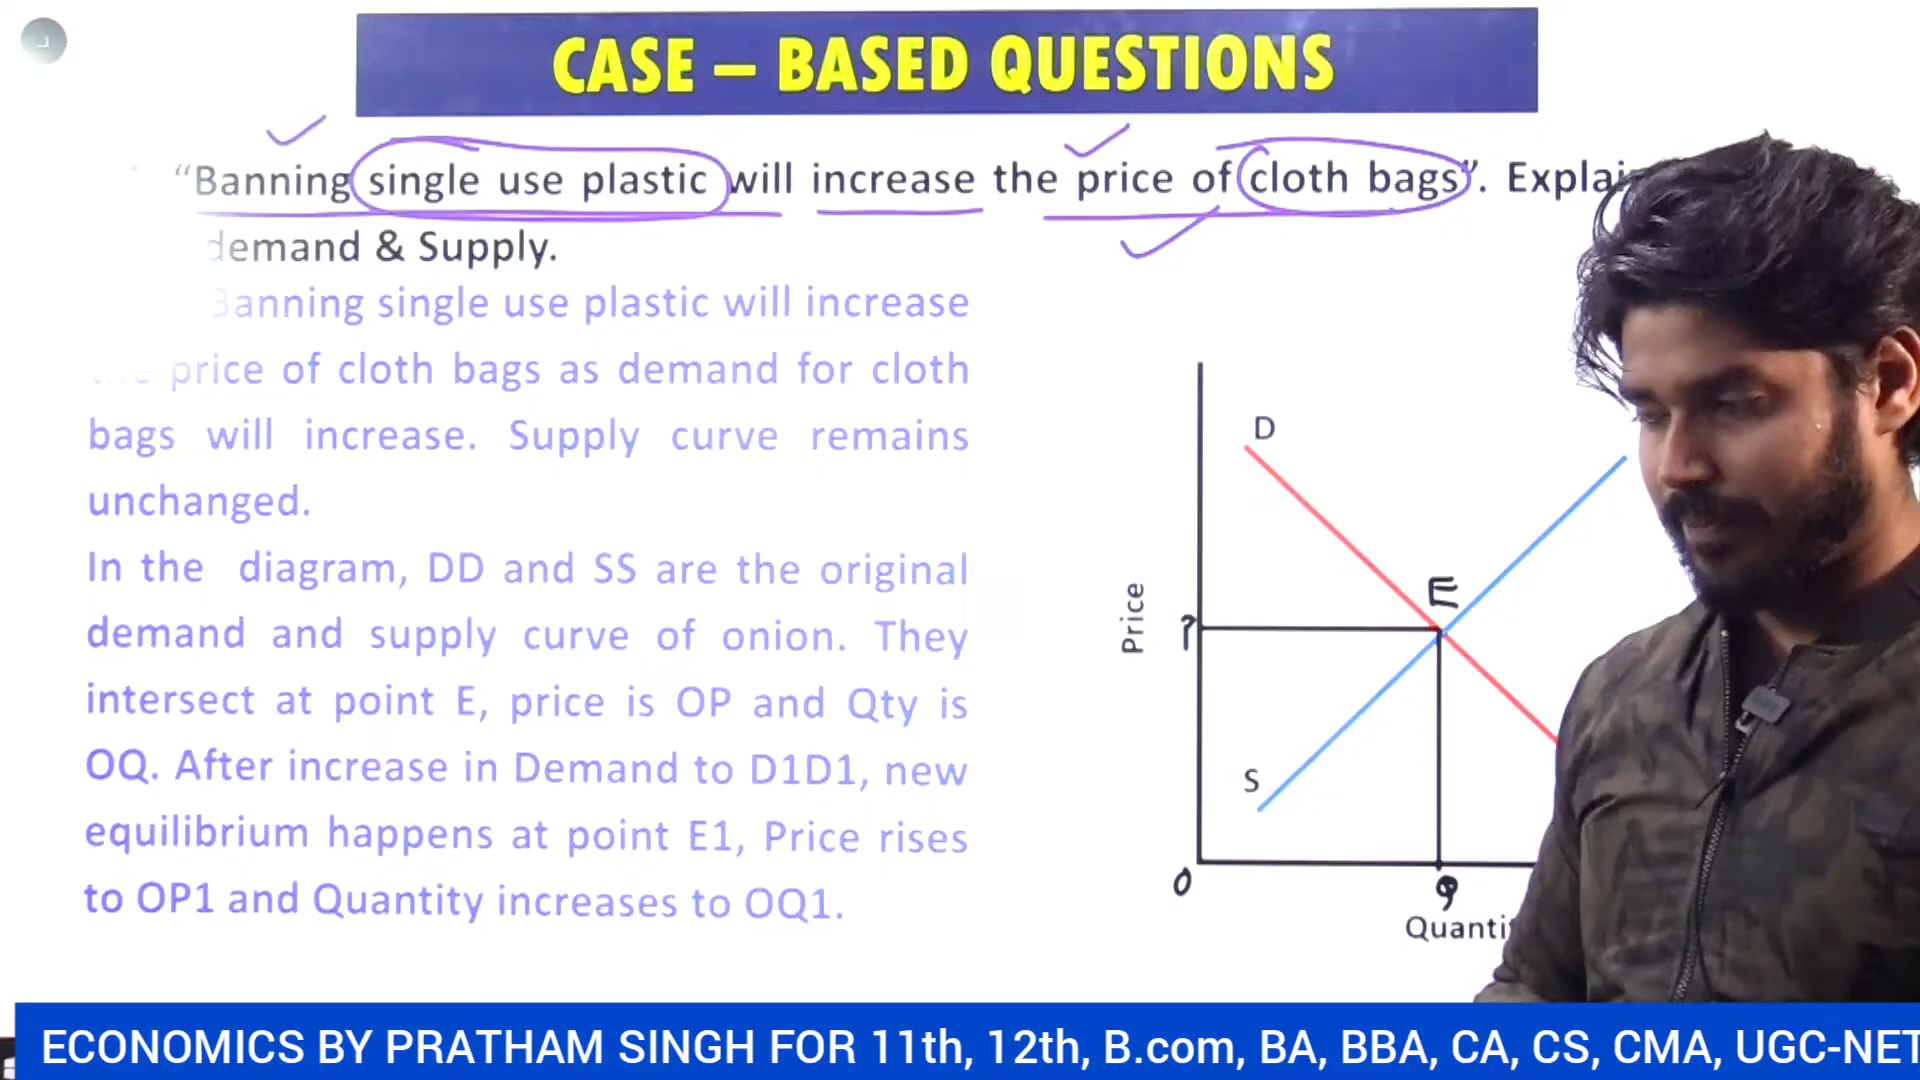 CASE – BASED QUESTIONS
“Banning single use plastic will increase the price of cloth bags”. Explai
demand & Supply.
Banning single use plastic will increase
the price of cloth bags as demand for cloth
bags will increase. Supply curve remains
unchanged.
In the diagram, DD and SS are the original
demand and supply curve of onion. They
intersect at point E, price is OP and Qty is
OQ. After increase in Demand to D1D1, new
equilibrium happens at point E1, Price rises
to OP1 and Quantity increases to OQ1.
D
E
Price
P
S
O
Q
Quanti
ECONOMICS BY PRATHAM SINGH FOR 11th, 12th, B.com, BA, BBA, CA, CS, CMA, UGC-NET